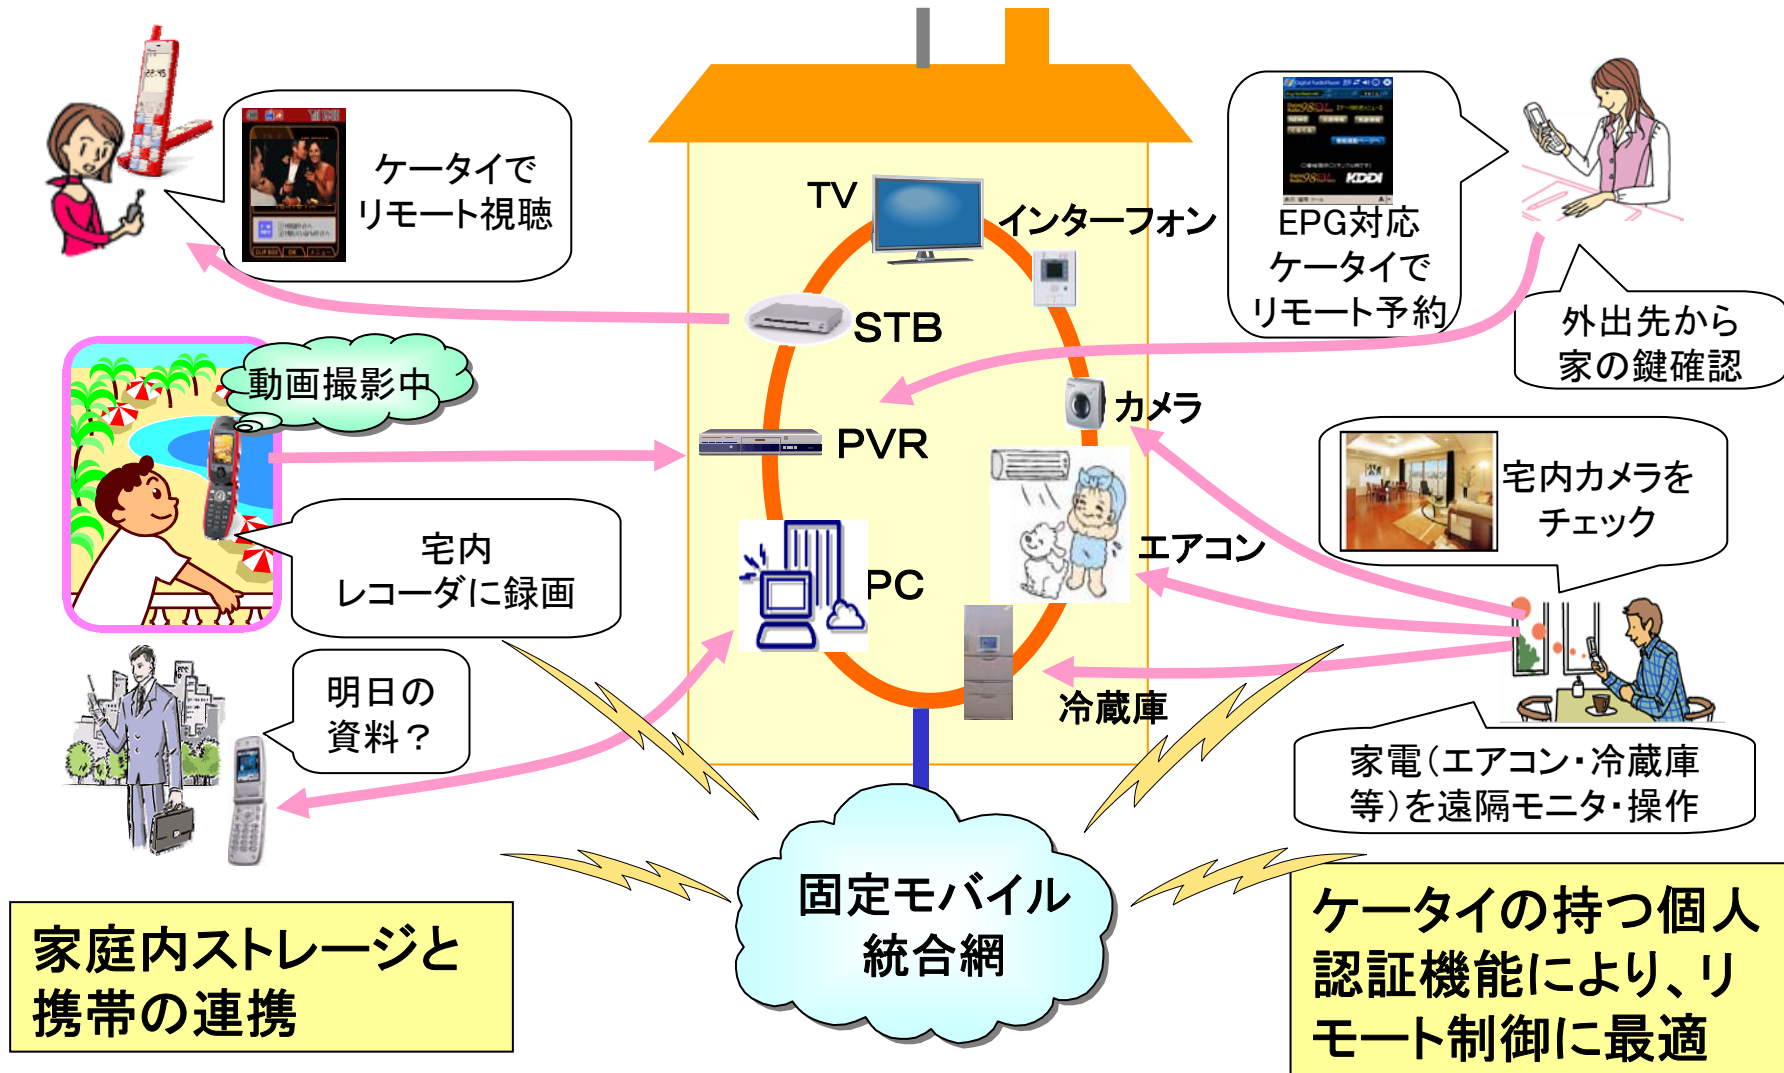 ケータイで
リモート視聴
TV
インターフォン
STB
EPG対応
ケータイで
リモート予約
KDDI
外出先から
家の鍵確認
動画撮影中
カメラ
PVR
宅内カメラを
チェック
宅内
レコーダに録画
エアコン
PC
明日の
資料？
冷蔵庫
家電（エアコン・冷蔵庫
等）を遠隔モニタ・操作
固定モバイル
統合網
家庭内ストレージと
携帯の連携
ケータイの持つ個人
認証機能により、リ
モート制御に最適